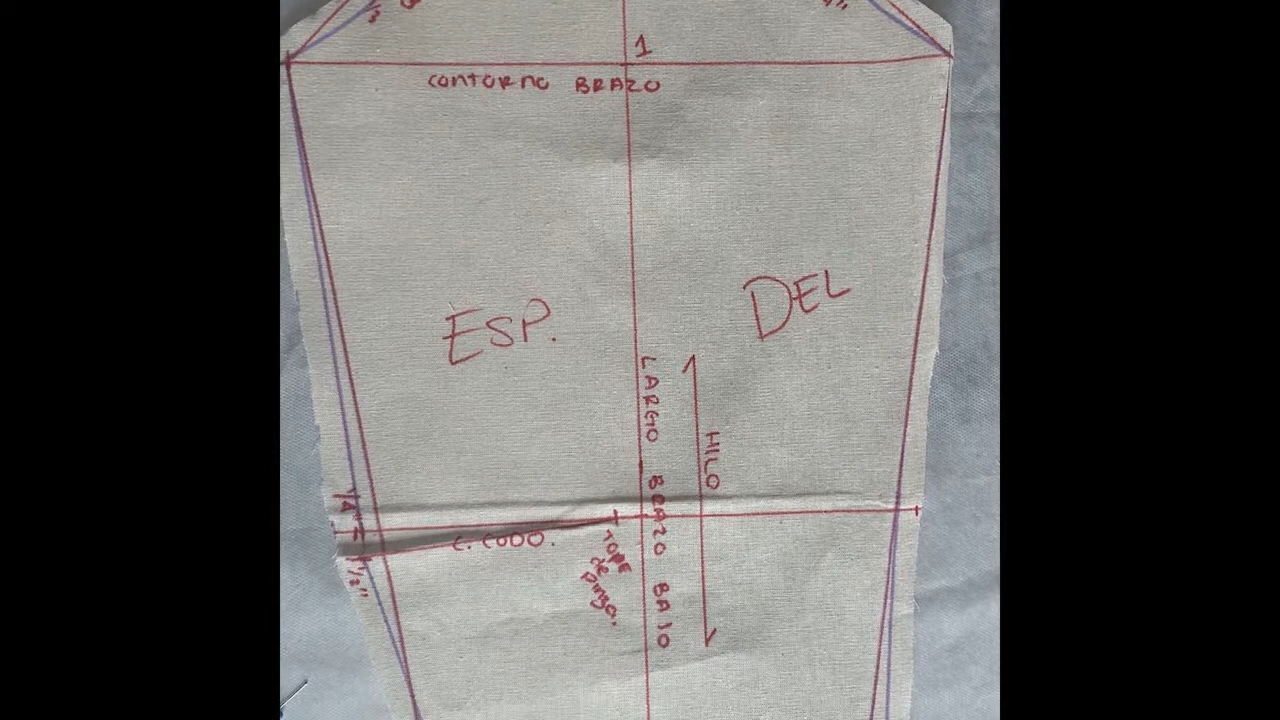 1
CONTORNO BRAZO
ESP.
DEL
LARGO BRAZO BAJO
HILO
1/4"
C. CODO.
TOPE
de
pinza.
1/2"